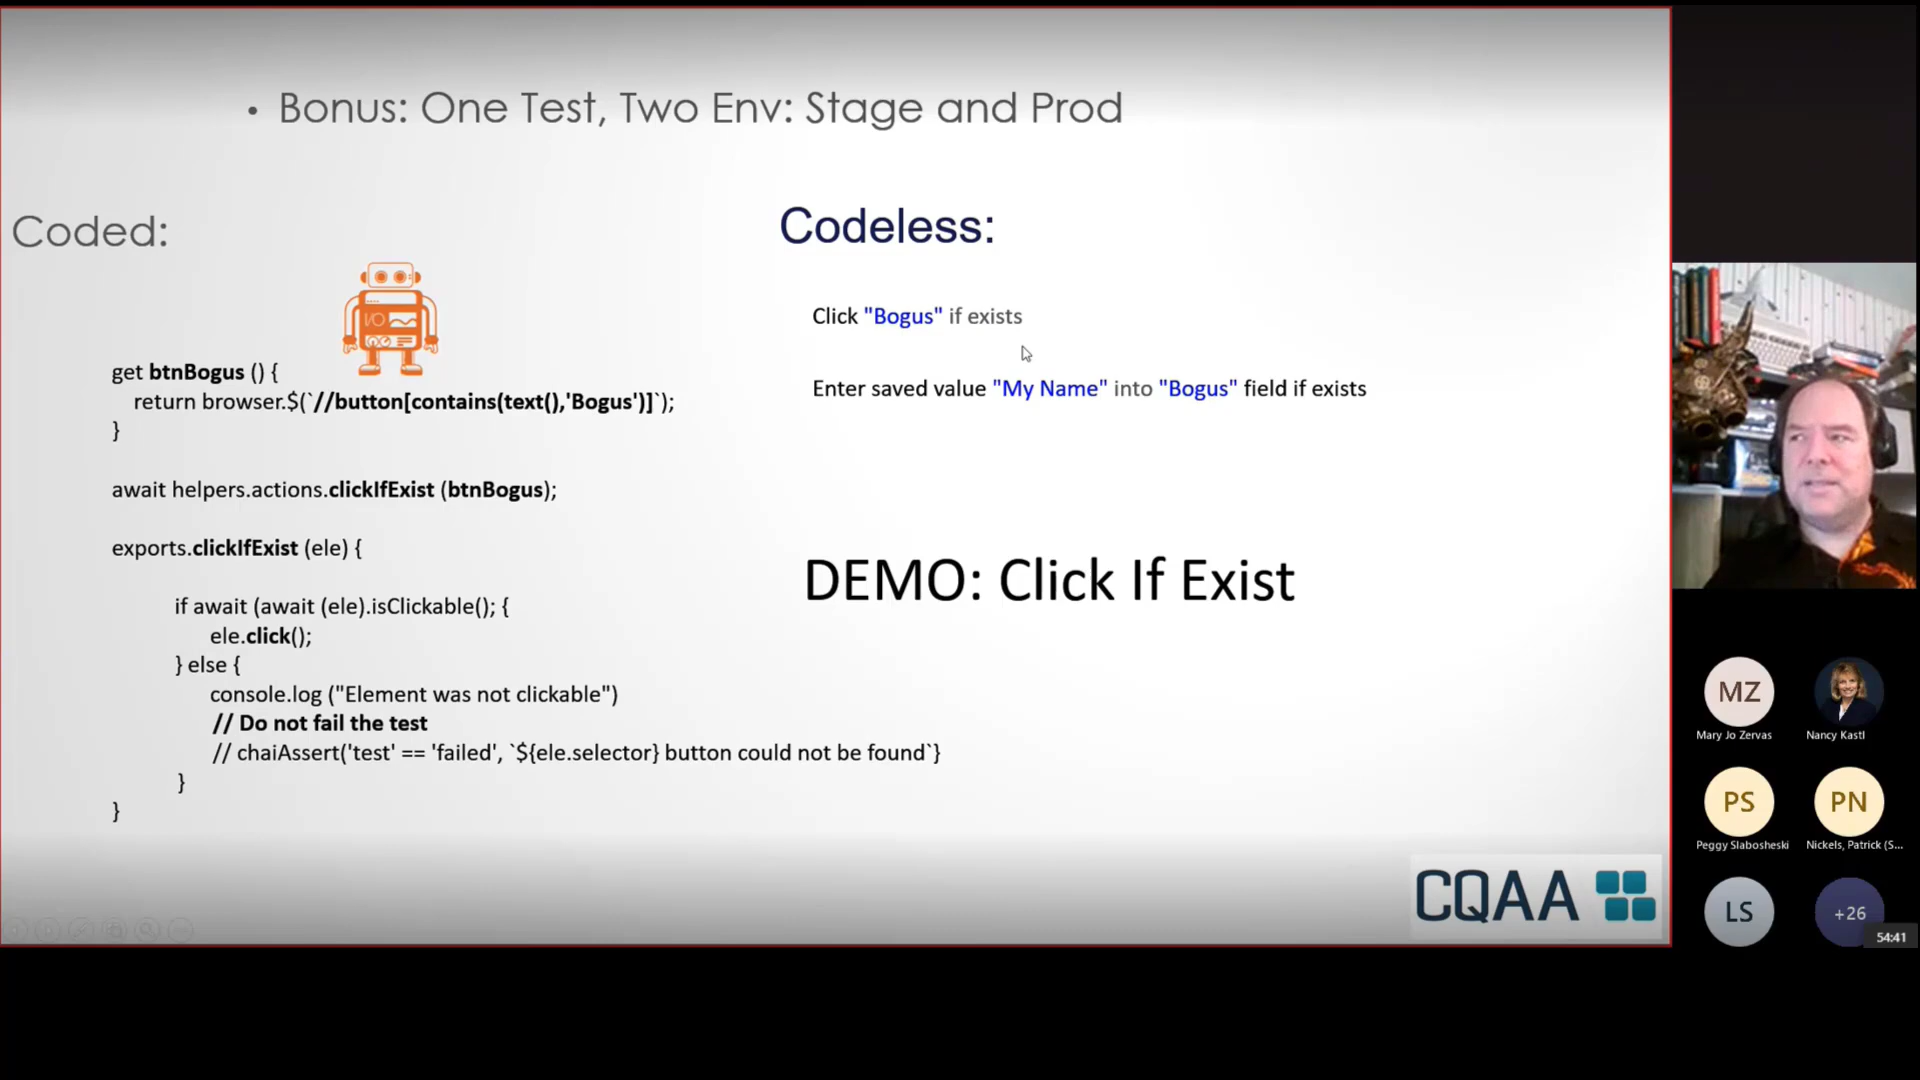 • Bonus: One Test, Two Env: Stage and Prod
Coded:
get btnBogus () {
return browser.$(`//button[contains(text(),'Bogus')]`);
}
await helpers.actions.clickIfExist (btnBogus);
exports.clickIfExist (ele) {
if await (await (ele).isClickable(); {
ele.click();
} else {
console.log ("Element was not clickable")
// Do not fail the test
// chaiAssert('test' == 'failed', `${ele.selector} button could not be found`}
}
}
Codeless:
Click "Bogus" if exists
Enter saved value "My Name" into "Bogus" field if exists
DEMO: Click If Exist
CQAA
MZ
Mary Jo Zervas
Nancy Kastl
PS
Peggy Slabosheski
PN
Nickels, Patrick (S...
LS
+26
54:41